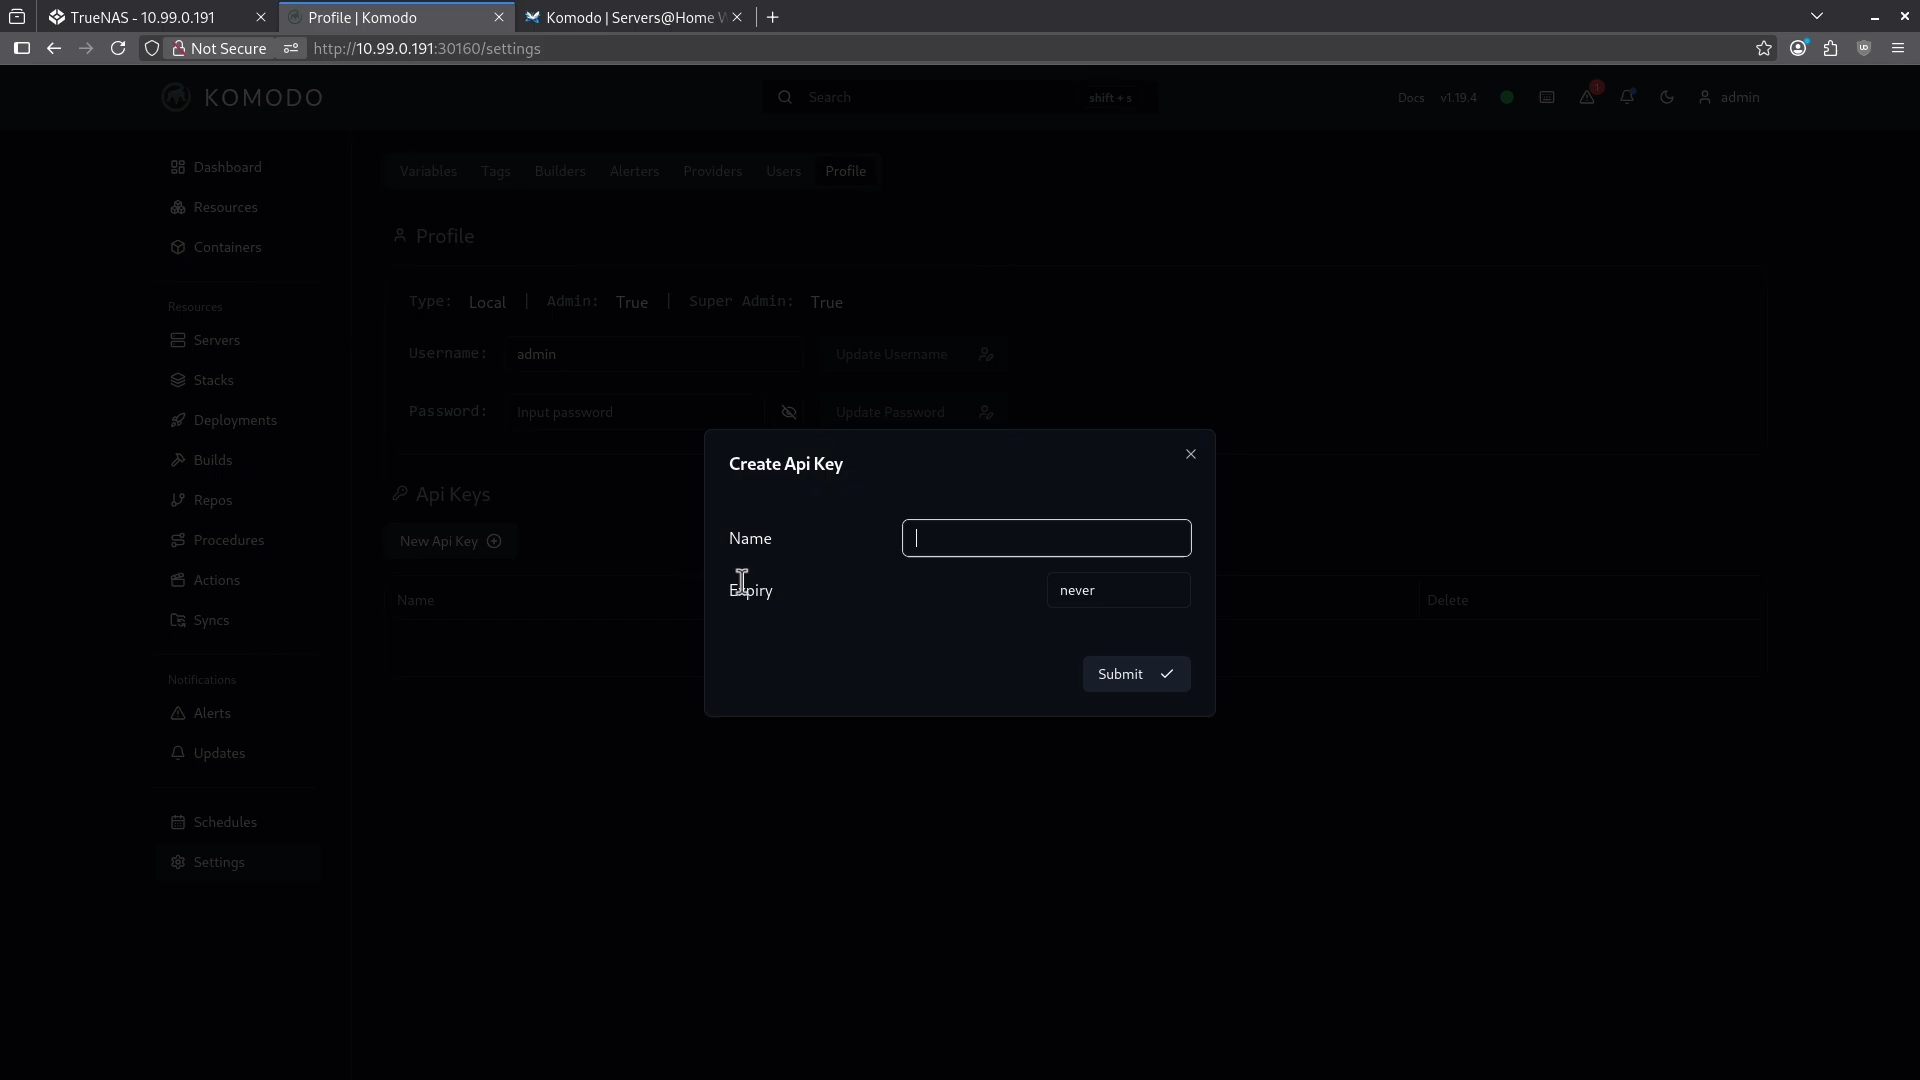 TrueNAS - 10.99.0.191
Profile | Komodo
Komodo | Servers@Home
Not Secure
http://10.99.0.191:30160/settings
KOMODO
Search
shift + s
Docs
v1.19.4
1
admin
Dashboard
Resources
Containers
Resources
Servers
Stacks
Deployments
Builds
Repos
Procedures
Actions
Syncs
Notifications
Alerts
Updates
Schedules
Settings
Variables
Tags
Builders
Alerters
Providers
Users
Profile
Profile
Type: Local | Admin: True | Super Admin: True
Username: admin Update Username
Password: Input password Update Password
Api Keys
New Api Key
Name
Delete
Create Api Key
Name
Expiry never
Submit